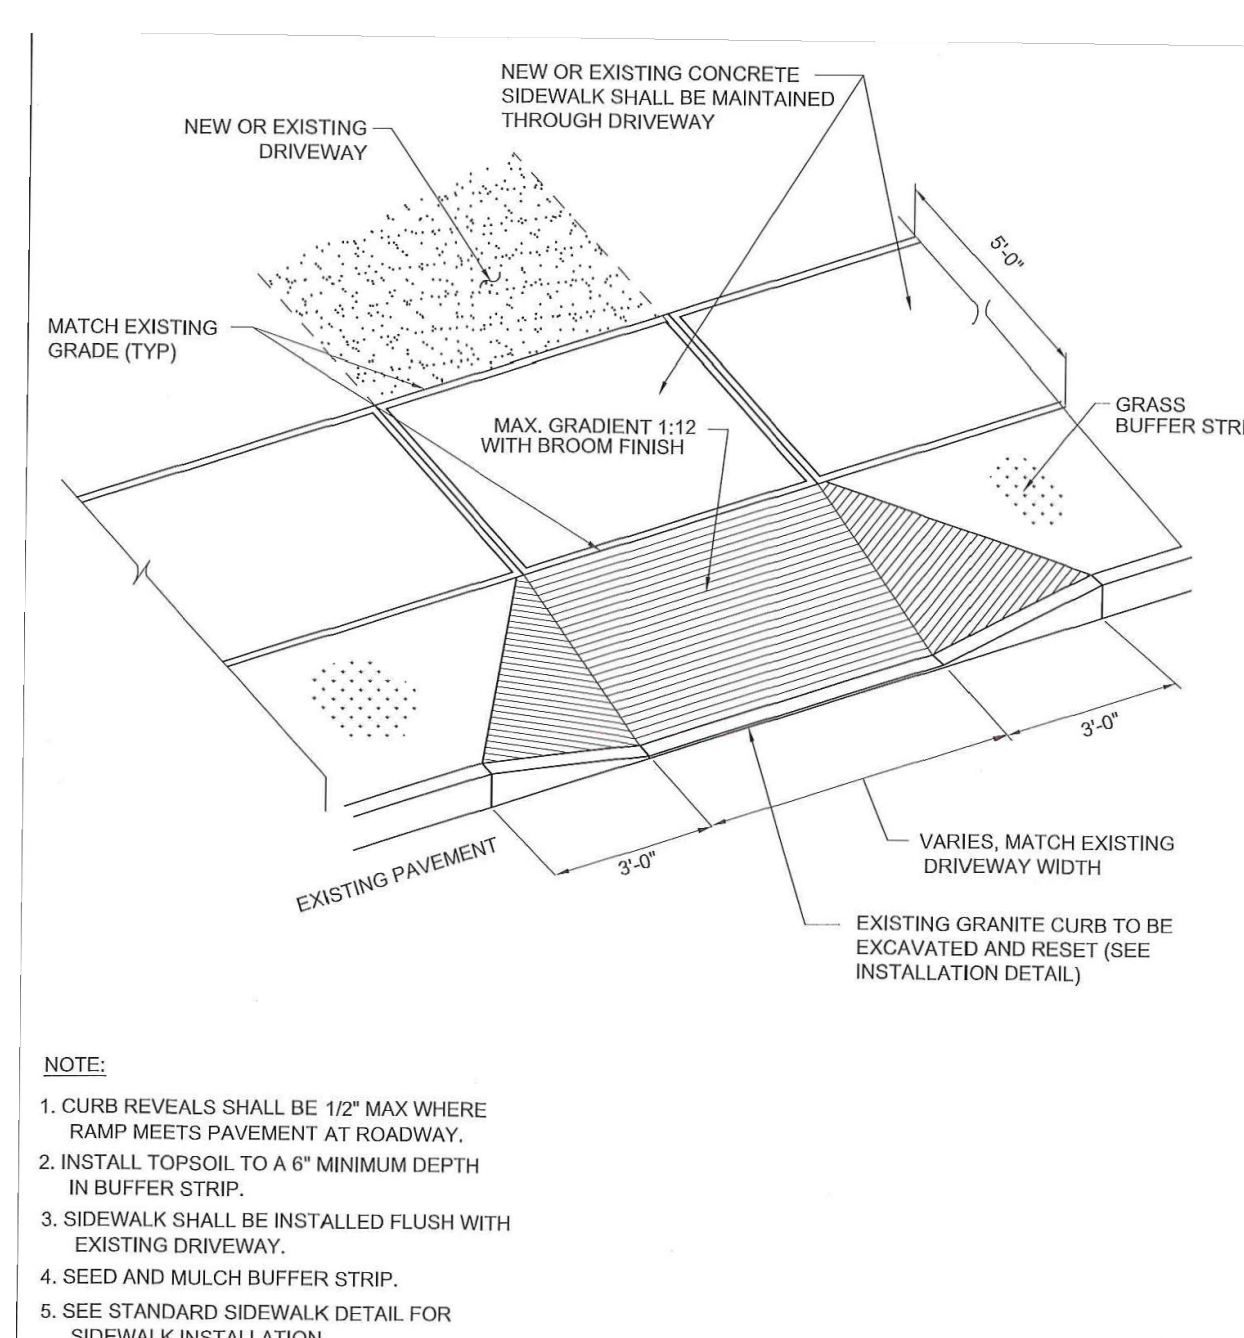 NEW OR EXISTING CONCRETE
SIDEWALK SHALL BE MAINTAINED
THROUGH DRIVEWAY
NEW OR EXISTING
DRIVEWAY
5'-0"
MATCH EXISTING
GRADE (TYP)
GRASS
BUFFER STRI
MAX. GRADIENT 1:12
WITH BROOM FINISH
3'-0"
3'-0"
VARIES, MATCH EXISTING
DRIVEWAY WIDTH
EXISTING PAVEMENT
EXISTING GRANITE CURB TO BE
EXCAVATED AND RESET (SEE
INSTALLATION DETAIL)
NOTE:
1. CURB REVEALS SHALL BE 1/2" MAX WHERE
RAMP MEETS PAVEMENT AT ROADWAY.
2. INSTALL TOPSOIL TO A 6" MINIMUM DEPTH
IN BUFFER STRIP.
3. SIDEWALK SHALL BE INSTALLED FLUSH WITH
EXISTING DRIVEWAY.
4. SEED AND MULCH BUFFER STRIP.
5. SEE STANDARD SIDEWALK DETAIL FOR
SIDEWALK INSTALLATION